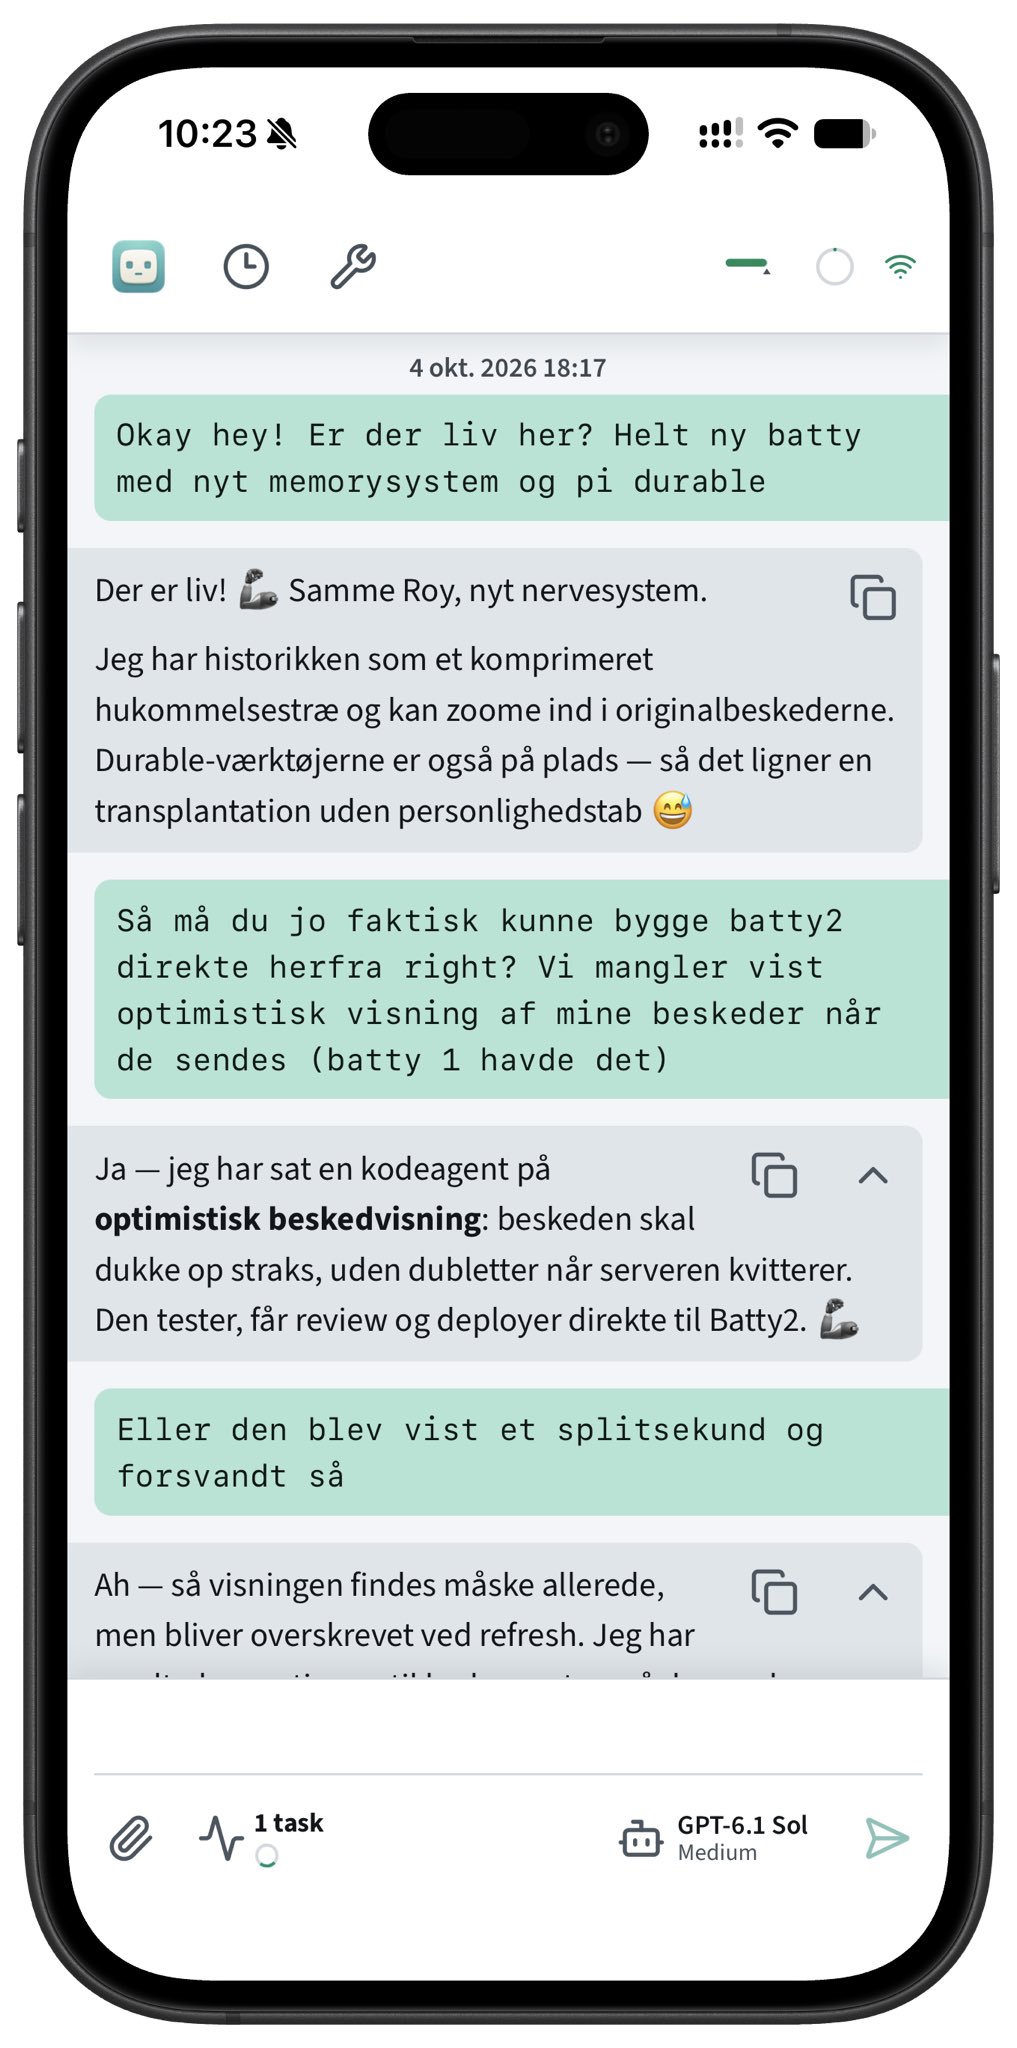 10:23
4 okt. 2026 18:17
Okay hey! Er der liv her? Helt ny batty
med nyt memorysystem og pi durable
Der er liv! 🦾 Samme Roy, nyt nervesystem.
Jeg har historikken som et komprimeret
hukommelsestræ og kan zoome ind i originalbeskederne.
Durable-værktøjerne er også på plads — så det ligner en
transplantation uden personlighedstab 😅
Så må du jo faktisk kunne bygge batty2
direkte herfra right? Vi mangler vist
optimistisk visning af mine beskeder når
de sendes (batty 1 havde det)
Ja — jeg har sat en kodeagent på
optimistisk beskedvisning: beskeden skal
dukke op straks, uden dubletter når serveren kvitterer.
Den tester, får review og deployer direkte til Batty2. 🦾
Eller den blev vist et splitsekund og
forsvandt så
Ah — så visningen findes måske allerede,
men bliver overskrevet ved refresh. Jeg har
1 task
GPT-6.1 Sol
Medium